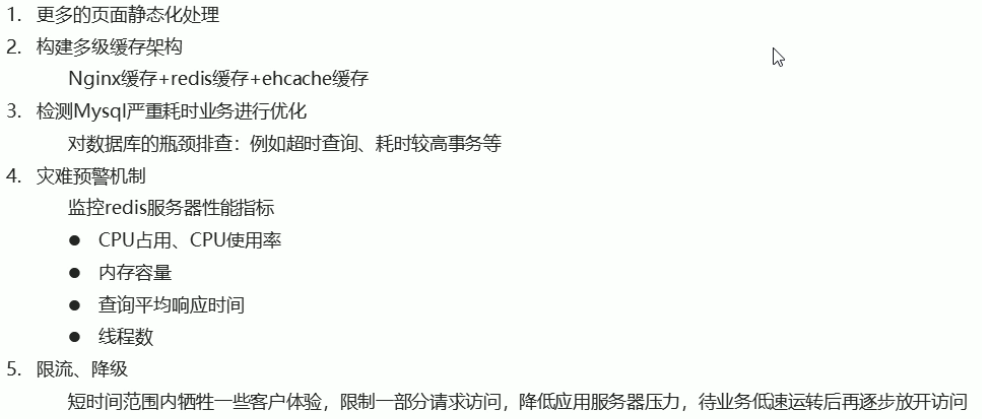 1. 更多的页面静态化处理
2. 构建多级缓存架构
Nginx缓存+redis缓存+ehcache缓存
3. 检测Mysql严重耗时业务进行优化
对数据库的瓶颈排查：例如超时查询、耗时较高事务等
4. 灾难预警机制
监控redis服务器性能指标
● CPU占用、CPU使用率
● 内存容量
● 查询平均响应时间
● 线程数
5. 限流、降级
短时间范围内牺牲一些客户体验，限制一部分请求访问，降低应用服务器压力，待业务低速运转后再逐步放开访问